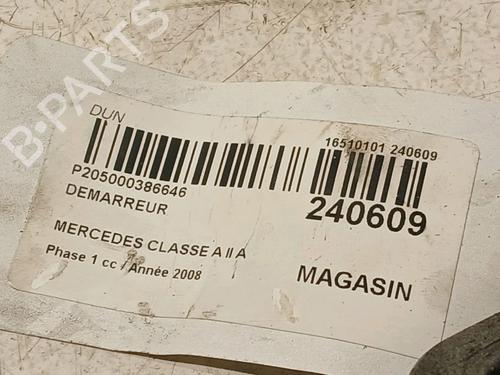 B-PARTS
DUN
16510101 240609
P205000386646
240609
DEMARREUR
MERCEDES CLASSE A II A
Phase 1 cc / Année 2008
MAGASIN